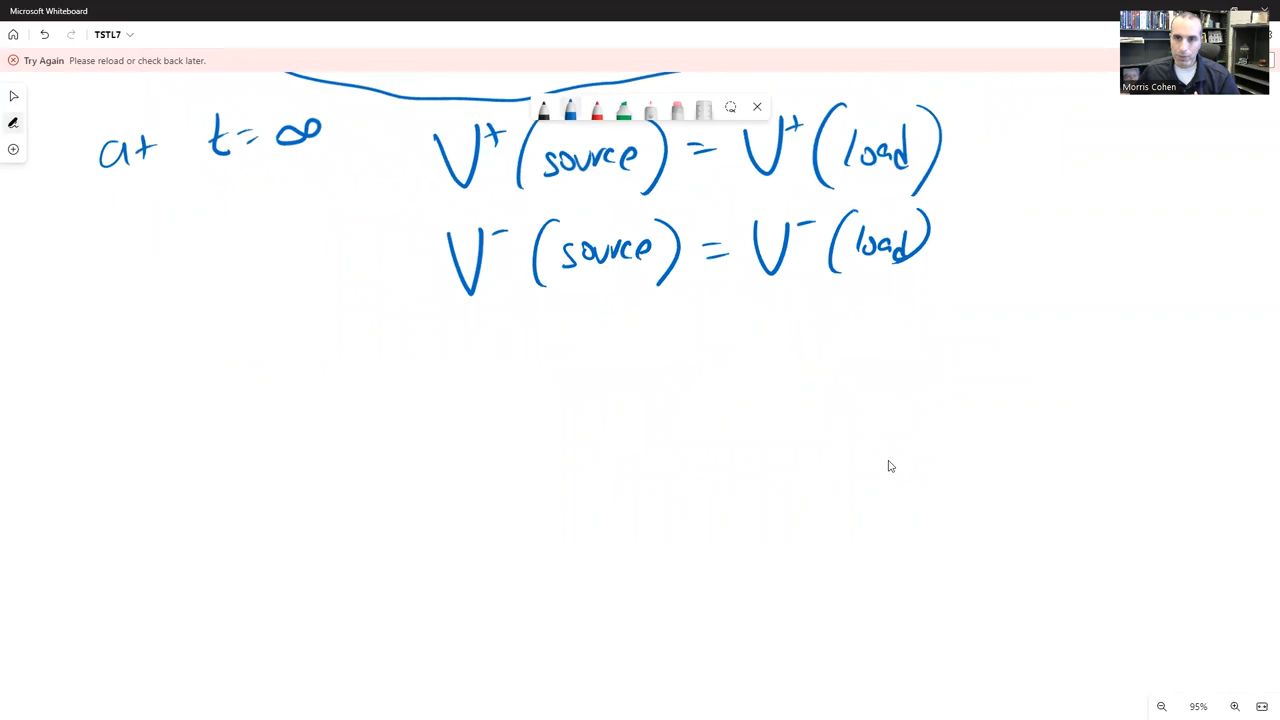 Microsoft Whiteboard
TSTL7
Try Again Please reload or check back later.
Morris Cohen
at t = ∞ V⁺(source) = V⁺(load)
V⁻(source) = V⁻(load)
95%